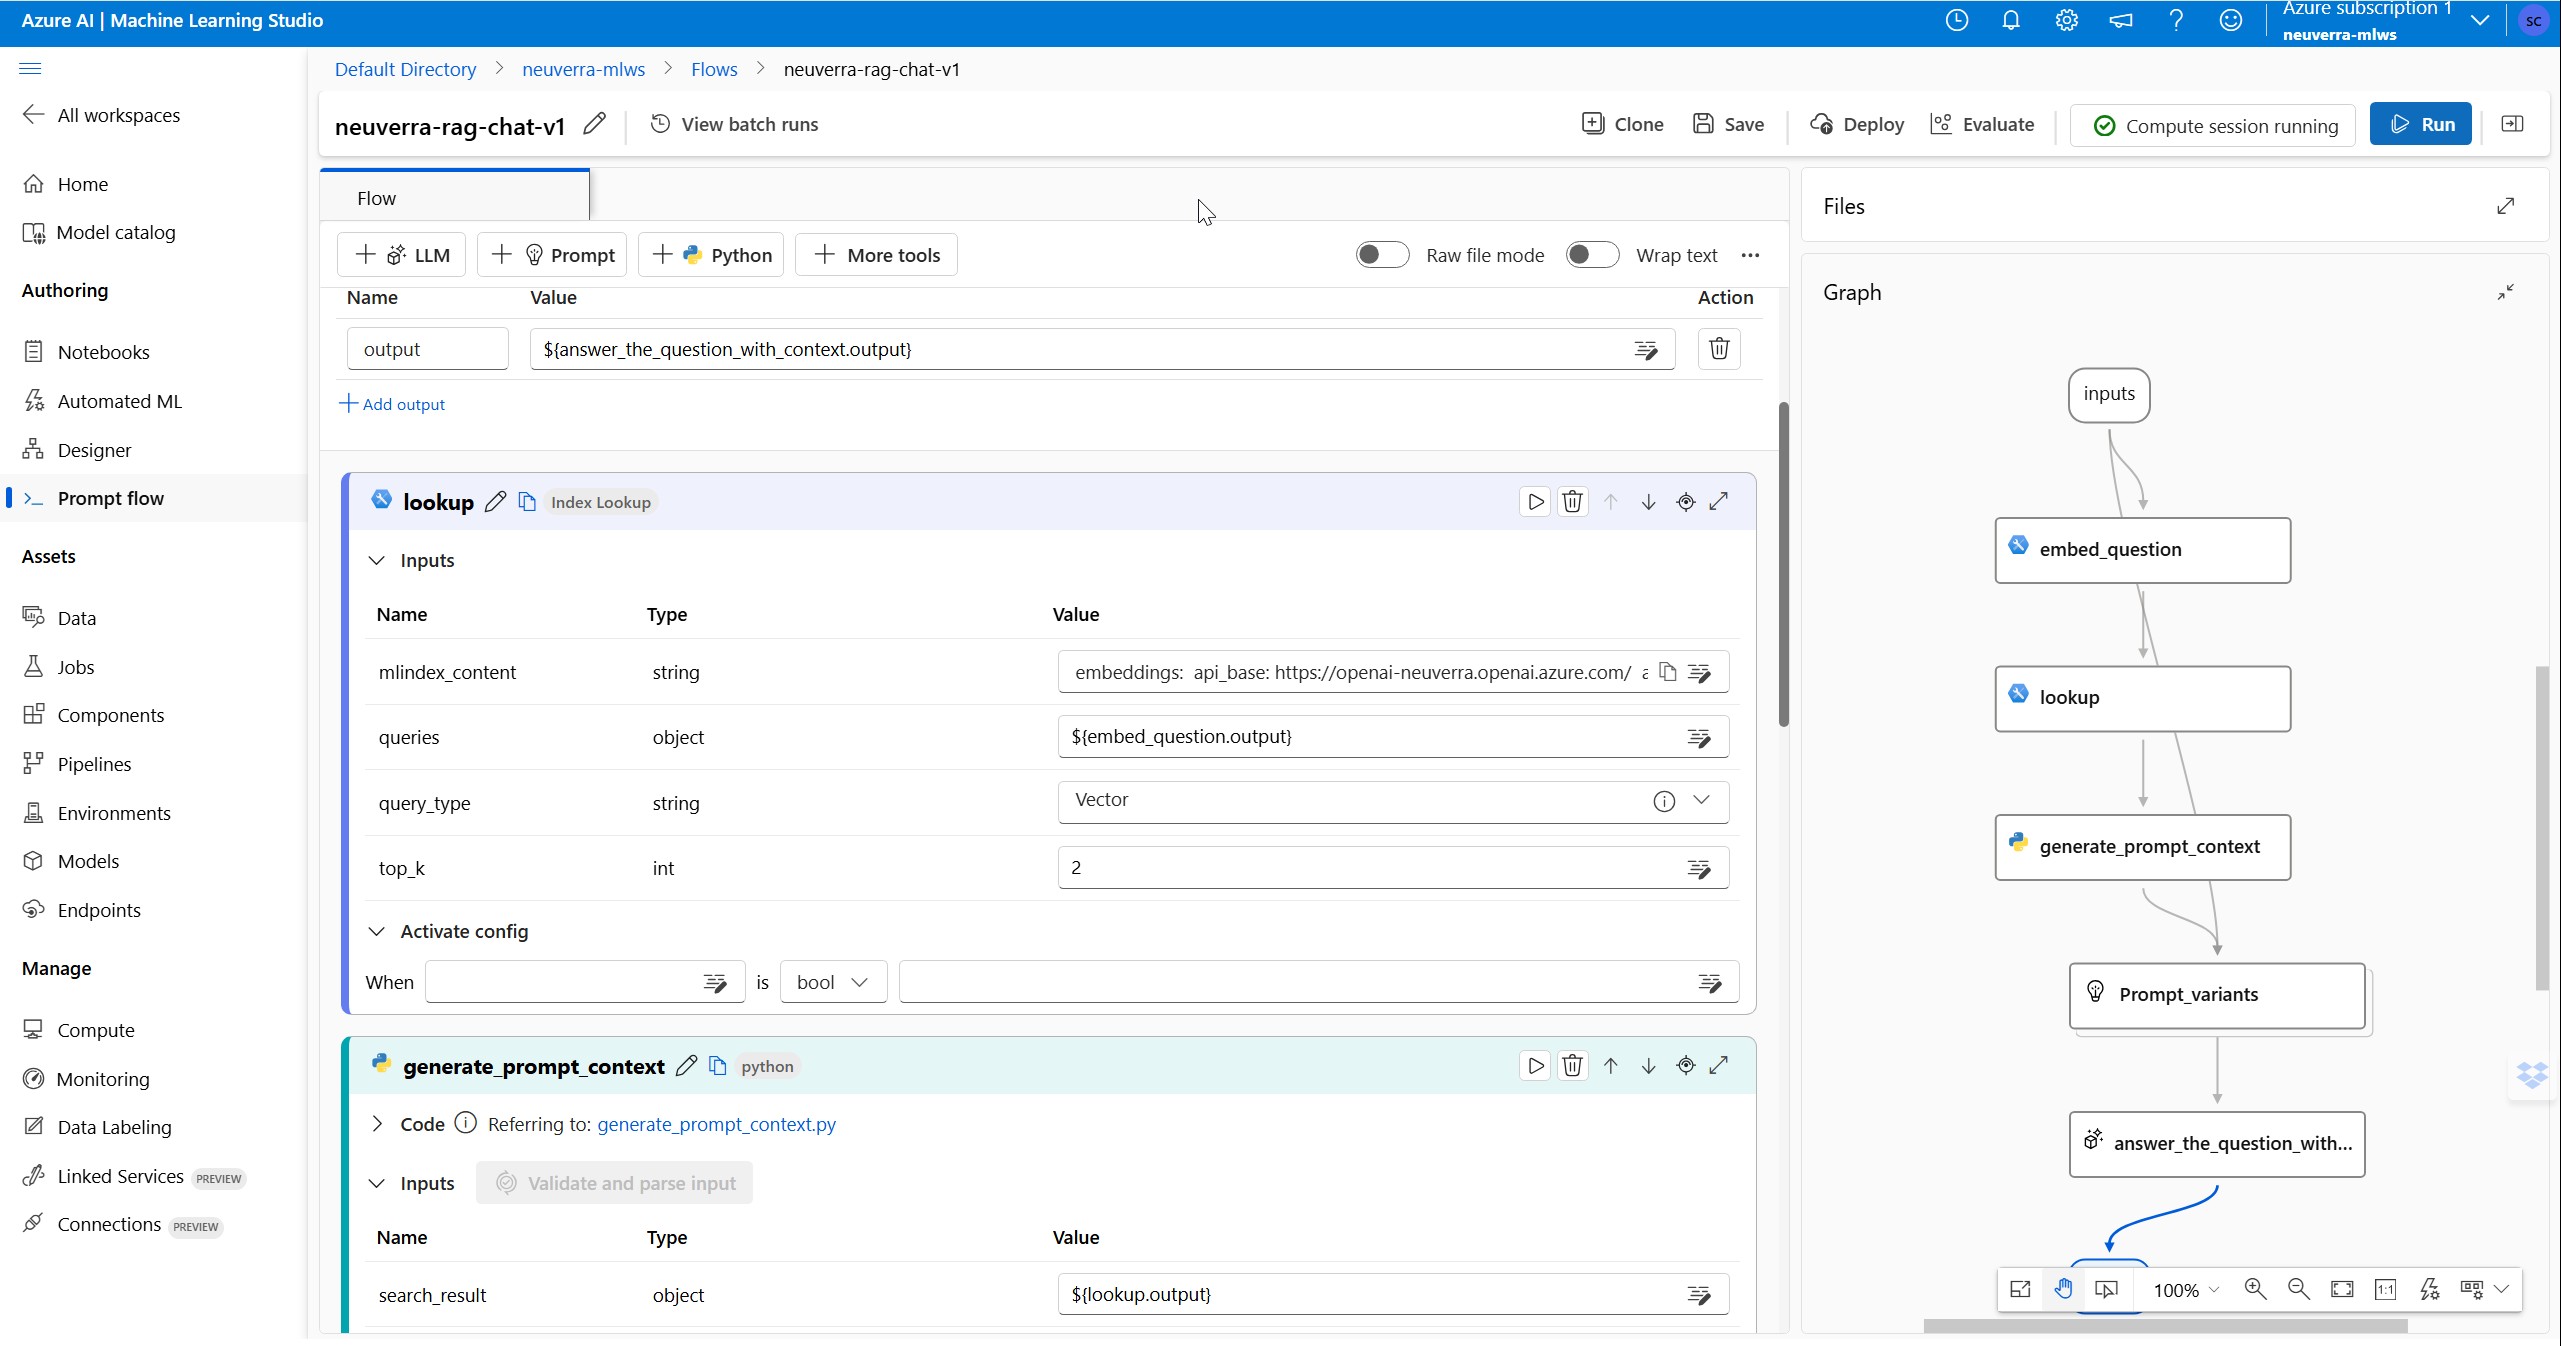 Azure AI | Machine Learning Studio
Azure subscription 1
neuverra-mlws
SC
All workspaces
Home
Model catalog
Authoring
Notebooks
Automated ML
Designer
Prompt flow
Assets
Data
Jobs
Components
Pipelines
Environments
Models
Endpoints
Manage
Compute
Monitoring
Data Labeling
Linked Services PREVIEW
Connections PREVIEW
Default Directory > neuverra-mlws > Flows > neuverra-rag-chat-v1
neuverra-rag-chat-v1
View batch runs
Clone
Save
Deploy
Evaluate
Compute session running
Run
Flow
+ LLM
+ Prompt
+ Python
+ More tools
Raw file mode
Wrap text
Name Value Action
output ${answer_the_question_with_context.output}
+ Add output
lookup Index Lookup
Inputs
Name Type Value
mlindex_content string embeddings: api_base: https://openai-neuverra.openai.azure.com/
queries object ${embed_question.output}
query_type string Vector
top_k int 2
Activate config
When is bool
generate_prompt_context python
Code Referring to: generate_prompt_context.py
Inputs Validate and parse input
Name Type Value
search_result object ${lookup.output}
Files
Graph
inputs
embed_question
lookup
generate_prompt_context
Prompt_variants
answer_the_question_with...
100%
1:1